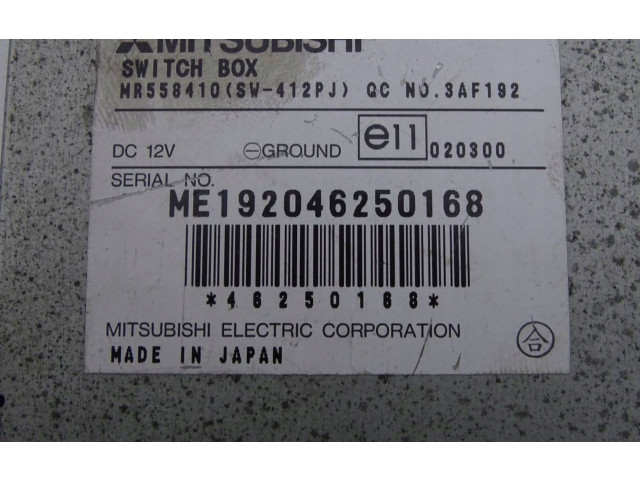 MITSUBISHI
SWITCH BOX
MR558410(SW-412PJ) QC NO.3AF192
DC 12V ⊖GROUND e11 020300
SERIAL NO.
ME192046250168
*46250168*
MITSUBISHI ELECTRIC CORPORATION
MADE IN JAPAN
合